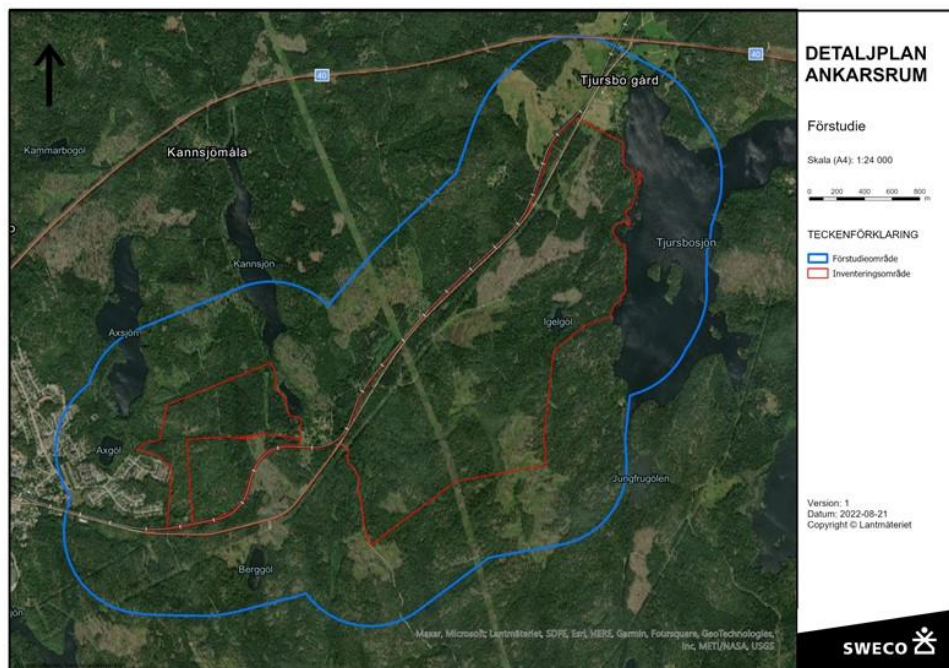 DETALJPLAN
ANKARSRUM
Förstudie
Skala (A4): 1:24 000
0 200 400 600 800
m
TECKENFÖRKLARING
Förstudieområde
Inventeringsområde
Version: 1
Datum: 2022-08-21
Copyright © Lantmäteriet
SWECO
40
40
Tjursbo gård
Kammarbogöl
Kannsjömåla
Tjursbosjön
Kannsjön
Axsjön
Igelgöl
Axgöl
Jungfrugölen
Berggöl
Maxar, Microsoft, Lantmäteriet, SDFE, Esri, HERE, Garmin, Foursquare, GeoTechnologies,
Inc, METI/NASA, USGS